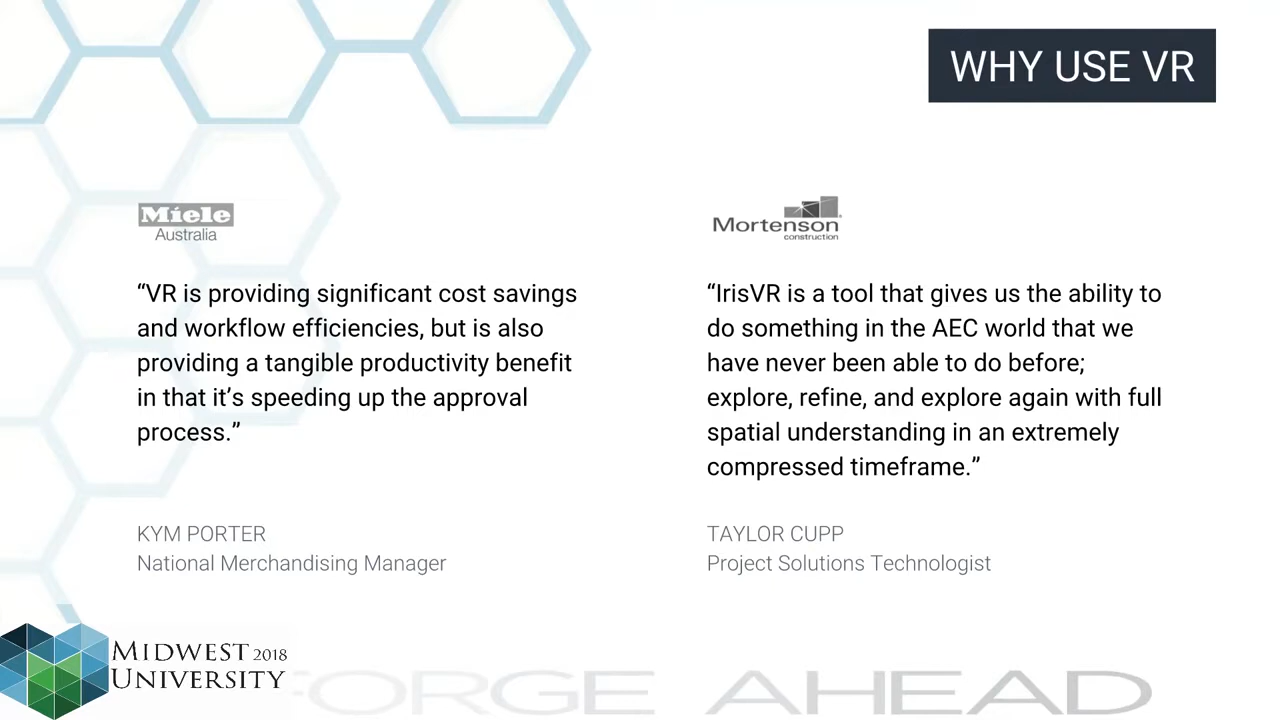 WHY USE VR
Miele
Australia
“VR is providing significant cost savings
and workflow efficiencies, but is also
providing a tangible productivity benefit
in that it’s speeding up the approval
process.”
KYM PORTER
National Merchandising Manager
Mortenson
construction
“IrisVR is a tool that gives us the ability to
do something in the AEC world that we
have never been able to do before;
explore, refine, and explore again with full
spatial understanding in an extremely
compressed timeframe.”
TAYLOR CUPP
Project Solutions Technologist
MIDWEST 2018
UNIVERSITY
FORGE AHEAD